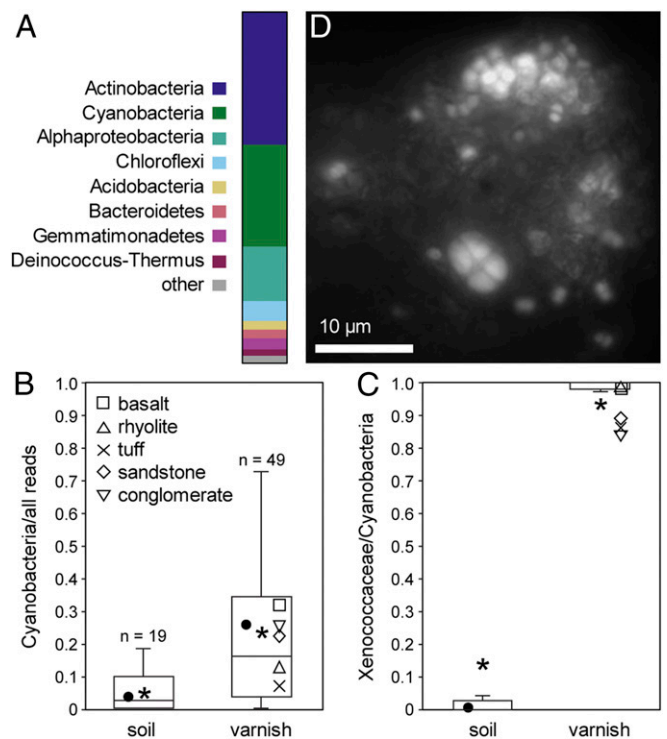 A
Actinobacteria
Cyanobacteria
Alphaproteobacteria
Chloroflexi
Acidobacteria
Bacteroidetes
Gemmatimonadetes
Deinococcus-Thermus
other
D
10 µm
B
Cyanobacteria/all reads
1.0
0.9
0.8
0.7
0.6
0.5
0.4
0.3
0.2
0.1
0
basalt
rhyolite
tuff
sandstone
conglomerate
n = 19
n = 49
*
*
soil
varnish
C
Xenococcaceae/Cyanobacteria
1.0
0.9
0.8
0.7
0.6
0.5
0.4
0.3
0.2
0.1
0
*
*
soil
varnish